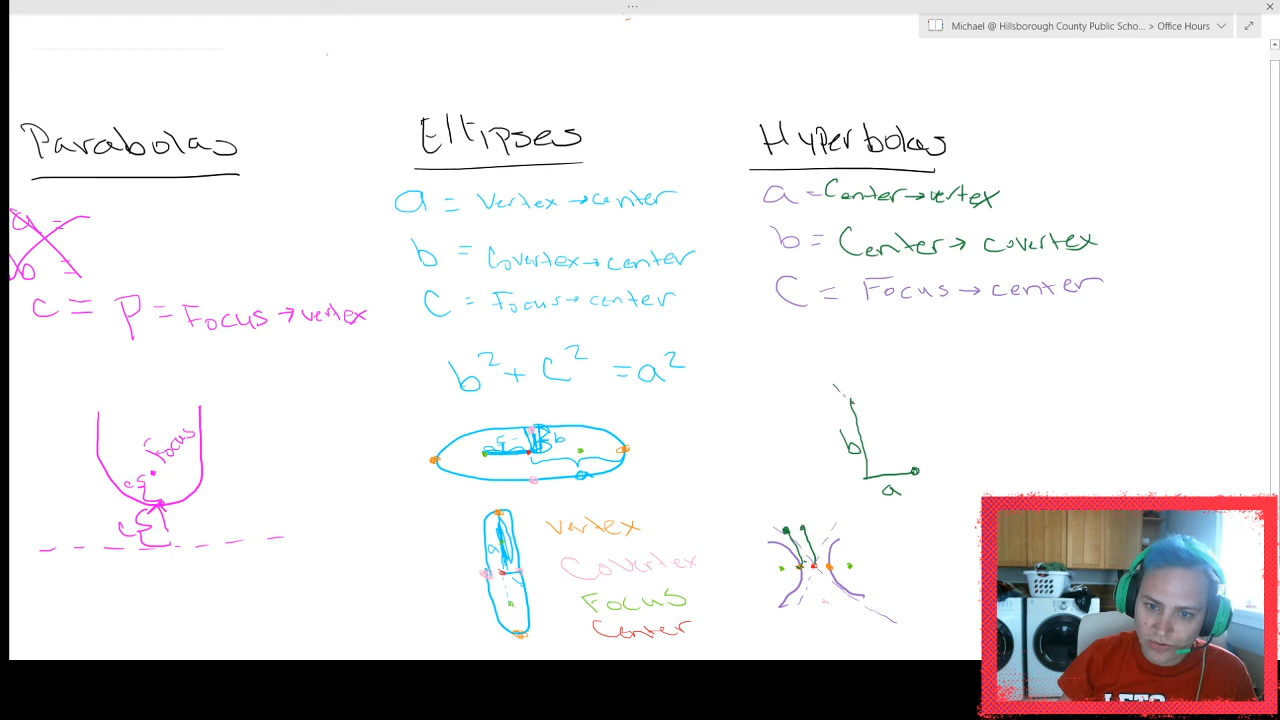 Michael @ Hillsborough County Public Scho... > Office Hours
Parabolas
a =
b =
c = P = Focus → vertex
Focus
c
c
Ellipses
a = Vertex → center
b = Covertex → center
c = Focus → center
b² + c² = a²
c
b
a
vertex
Covertex
Focus
Center
Hyperbolas
a = Center → vertex
b = Center → covertex
C = Focus → center
b
a